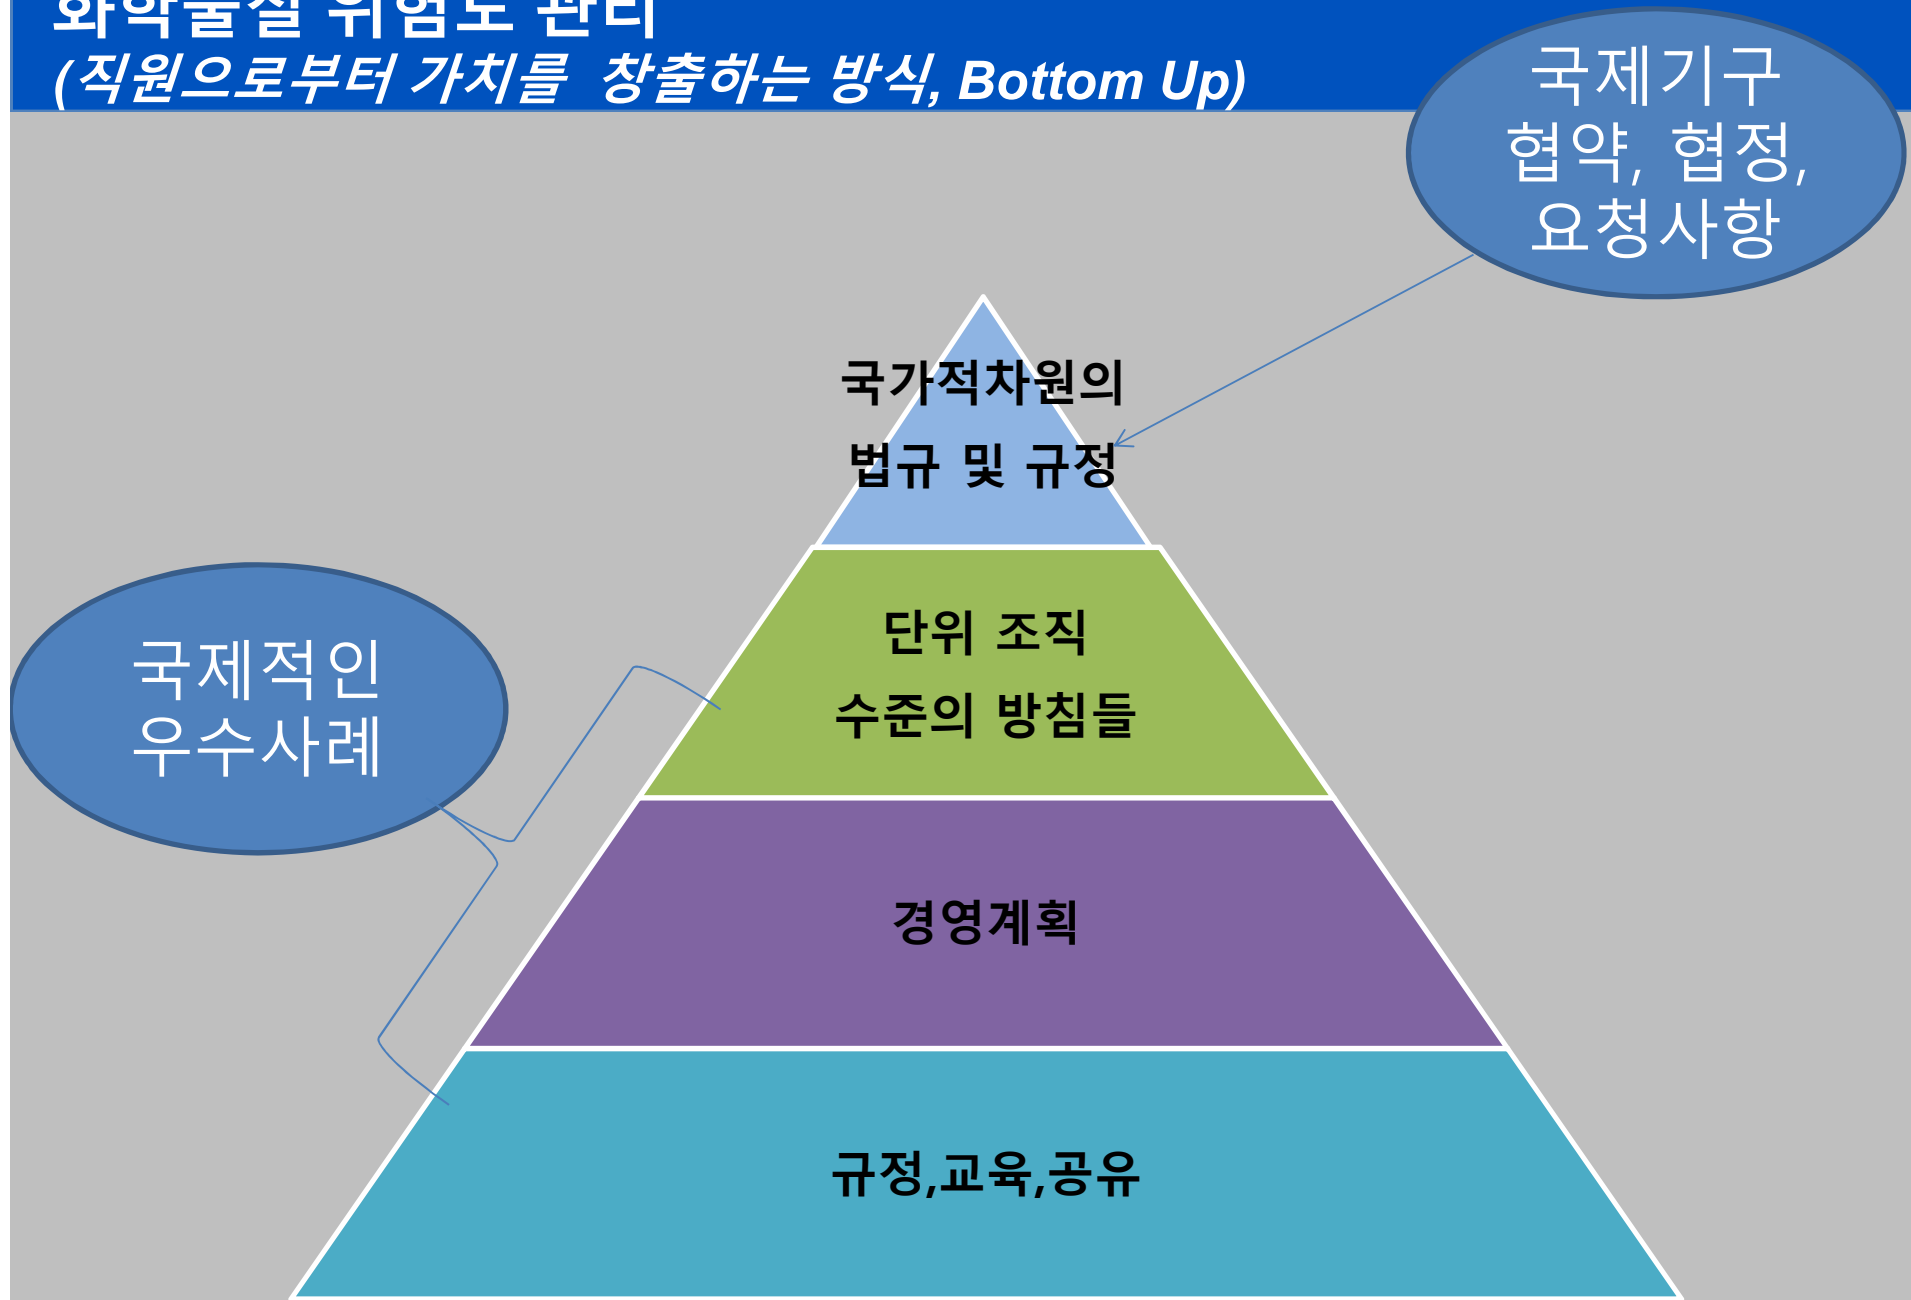 화학물질 위험도 관리
(직원으로부터 가치를 창출하는 방식, Bottom Up)
국제기구
협약, 협정,
요청사항
국가적차원의
법규 및 규정
단위 조직
수준의 방침들
국제적인
우수사례
경영계획
규정,교육,공유